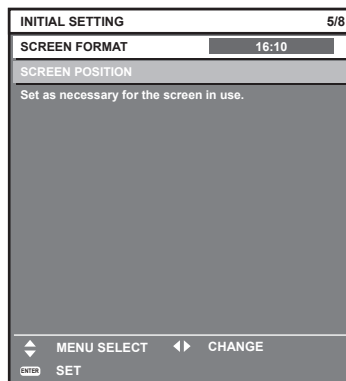 INITIAL SETTING 5/8
SCREEN FORMAT 16:10
SCREEN POSITION
Set as necessary for the screen in use.
MENU SELECT CHANGE
ENTER SET